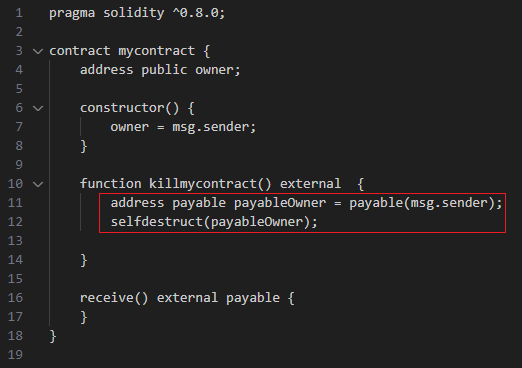 1 pragma solidity ^0.8.0;
2
3 contract mycontract {
4 address public owner;
5
6 constructor() {
7 owner = msg.sender;
8 }
9
10 function killmycontract() external  {
11 address payable payableOwner = payable(msg.sender);
12 selfdestruct(payableOwner);
13
14 }
15
16 receive() external payable {
17 }
18 }
19